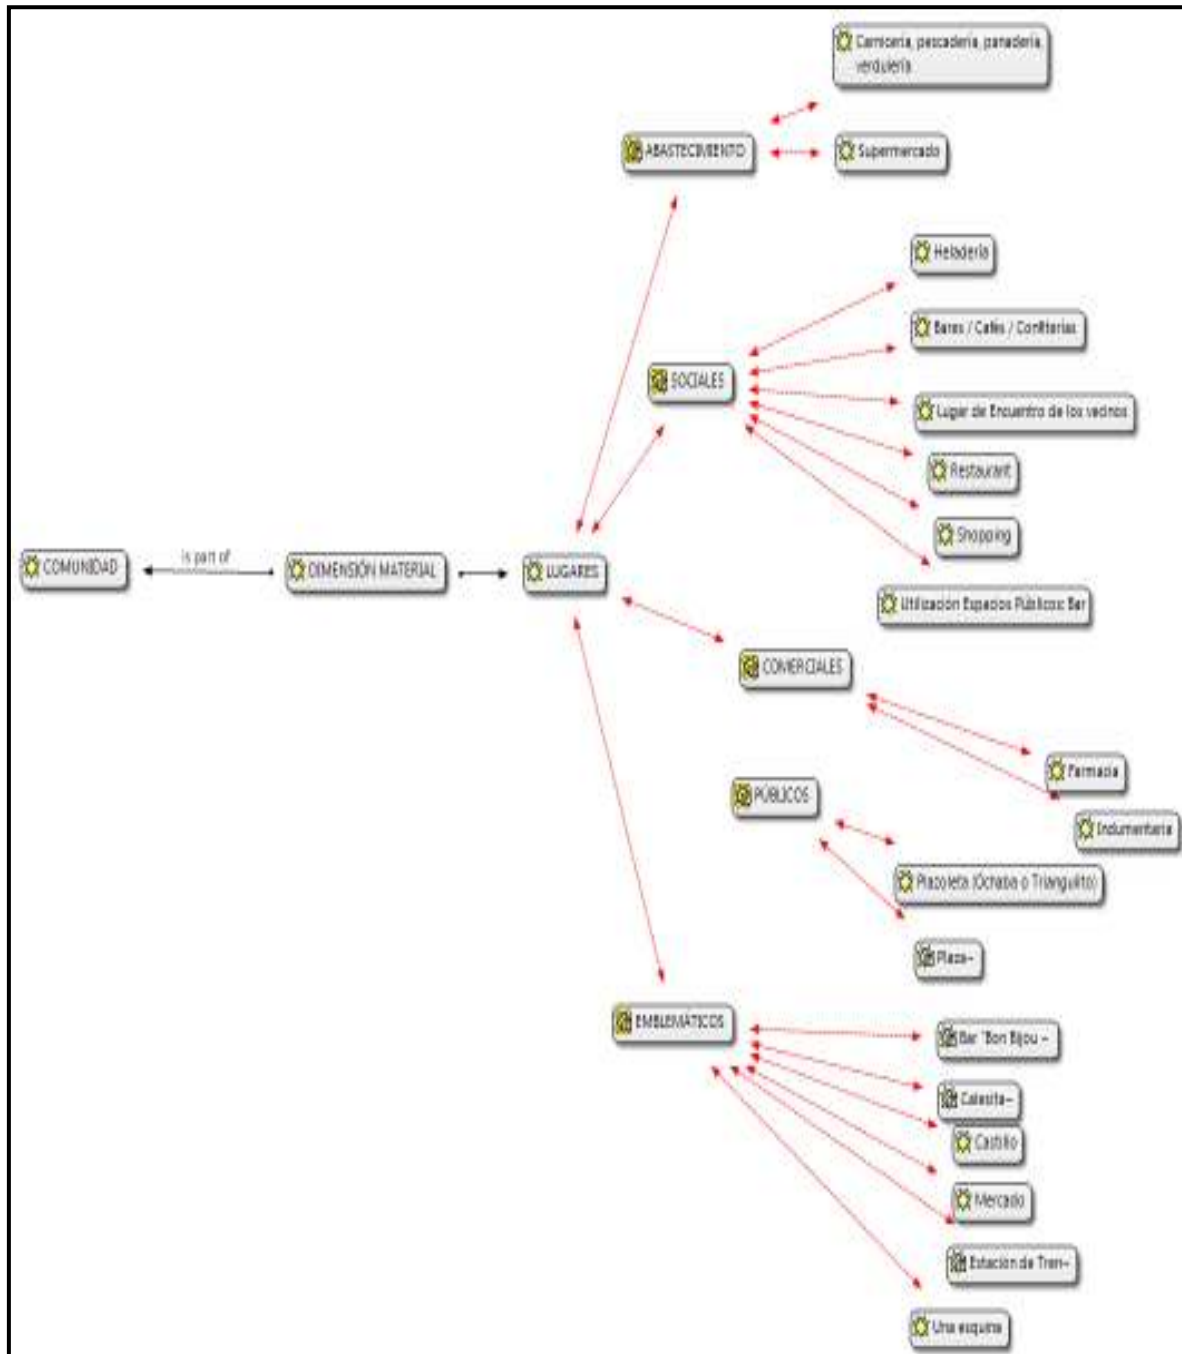 Carnicería, pescadería, panadería,
verdulería
ABASTECIMIENTO
Supermercado
Heladería
Bares / Cafés / Confiterías
SOCIALES
Lugar de Encuentro de los vecinos
Restaurant
Shopping
is part of
COMUNIDAD
DIMENSIÓN MATERIAL
LUGARES
Utilización Espacios Públicos: Bar
COMERCIALES
Farmacia
PÚBLICOS
Indumentaria
Plazoleta (Ochaba o Triangulito)
Plaza~
EMBLEMÁTICOS
Bar "Bon Bijou ~
Calesita~
Castillo
Mercado
Estación de Tren~
Una esquina